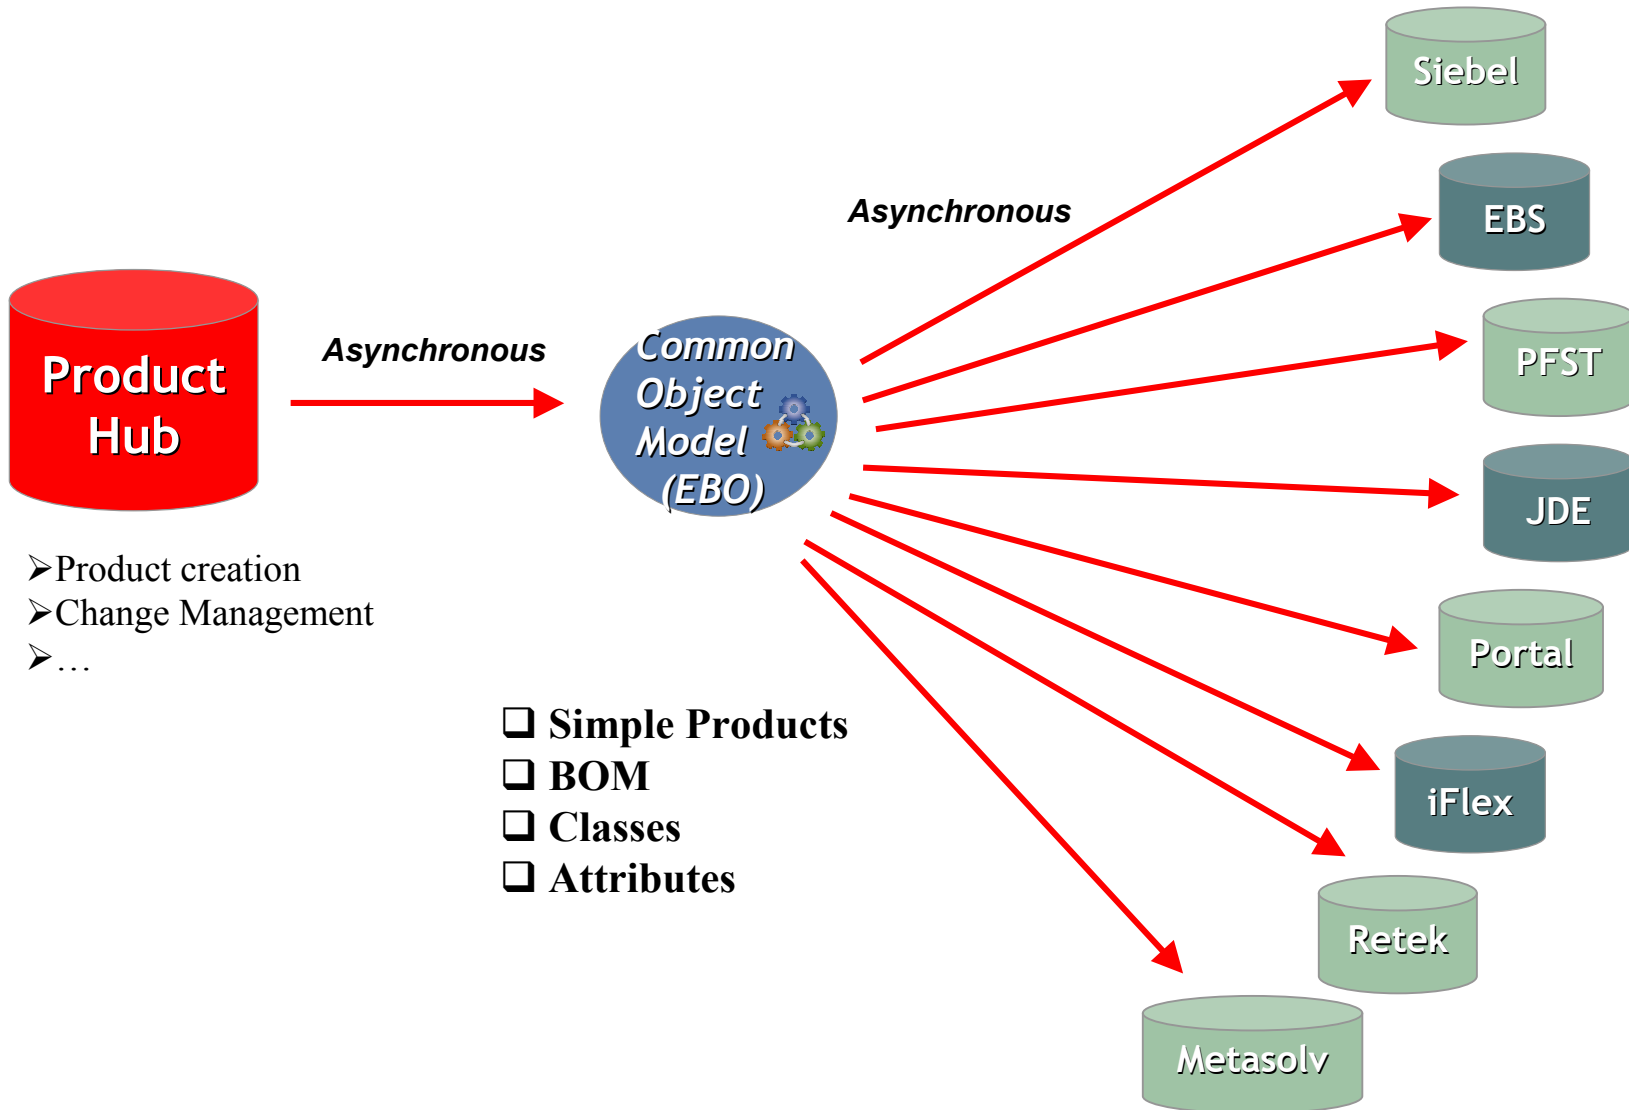 Siebel
EBS
Asynchronous
PFST
Asynchronous
Product
Hub
Common
Object
Model
(EBO)
JDE
➢Product creation
➢Change Management
➢…
Portal
❑ Simple Products
❑ BOM
❑ Classes
❑ Attributes
iFlex
Retek
Metasolv